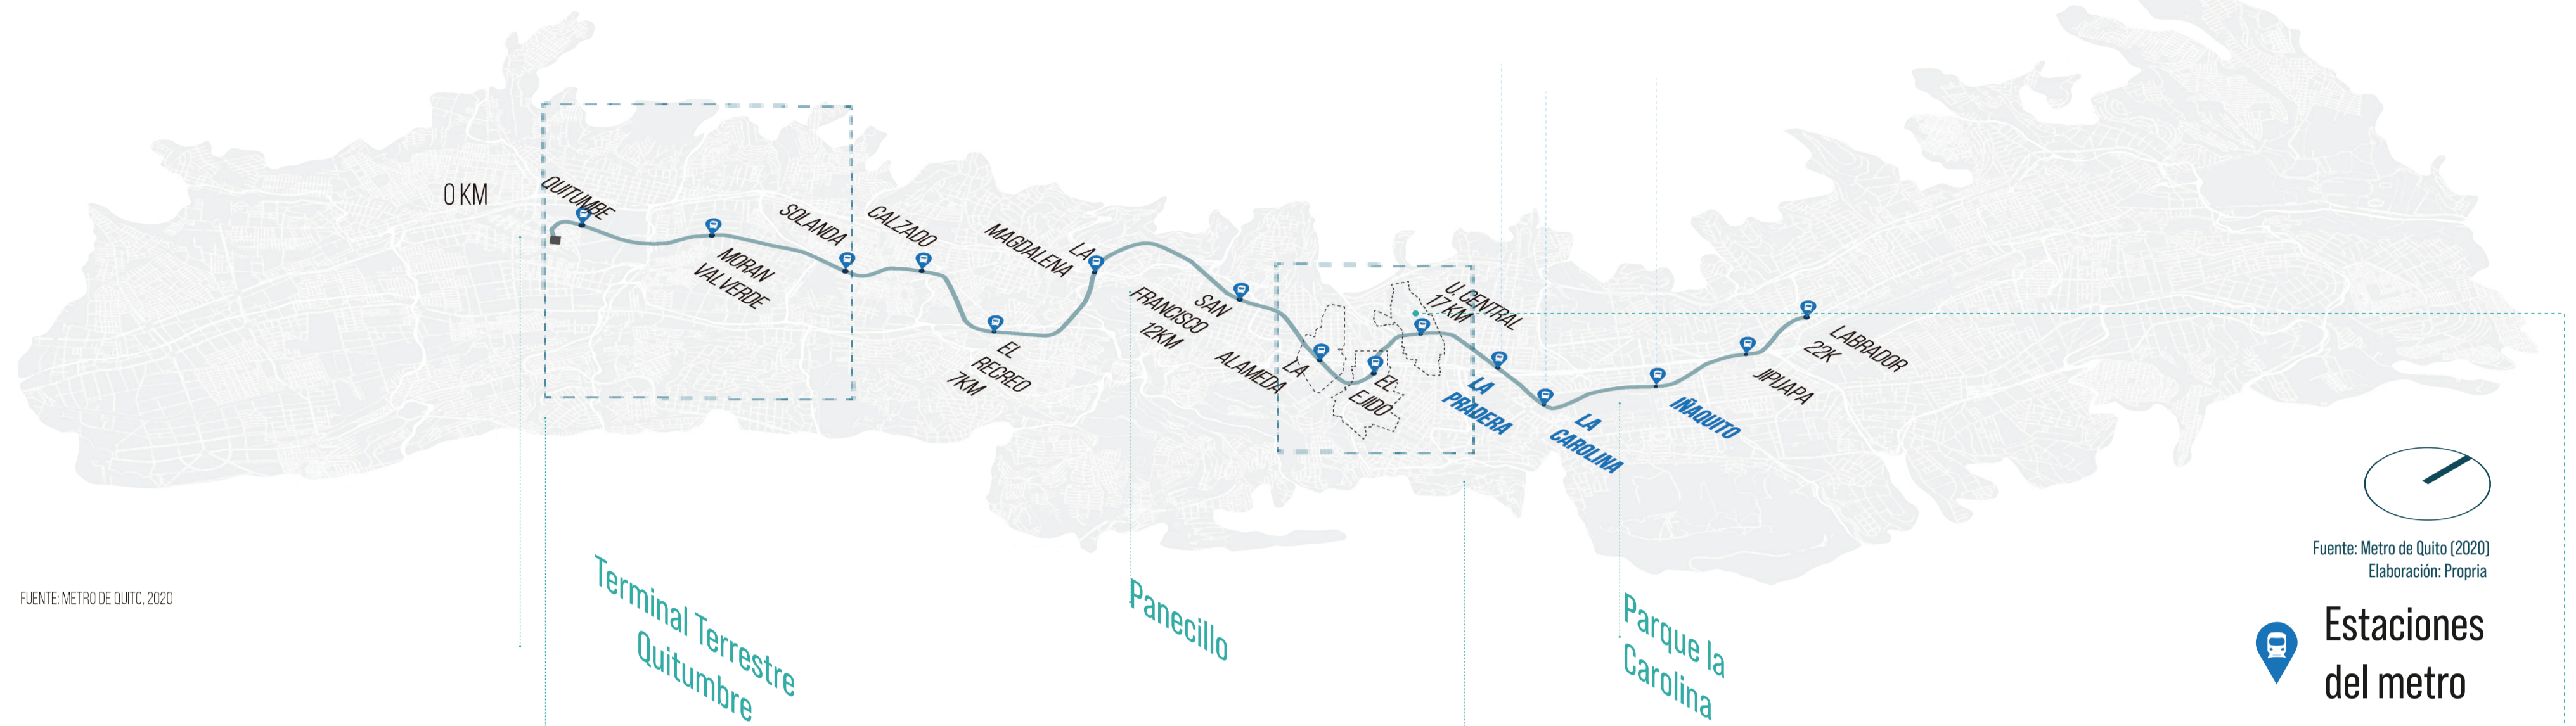 0 KM
QUITUMBE
MORAN
VALVERDE
SOLANDA
CALZADO
EL
RECREO
7KM
LA
MAGDALENA
SAN
FRANCISCO
12KM
LA
ALAMEDA
EL
EJIDO
U. CENTRAL
17 KM
LA
PRADERA
LA
CAROLINA
IÑAQUITO
JIPIJAPA
LABRADOR
22K
Terminal Terrestre
Quitumbre
Panecillo
Parque la
Carolina
FUENTE: METRO DE QUITO, 2020
Fuente: Metro de Quito (2020)
Elaboración: Propria
Estaciones
del metro